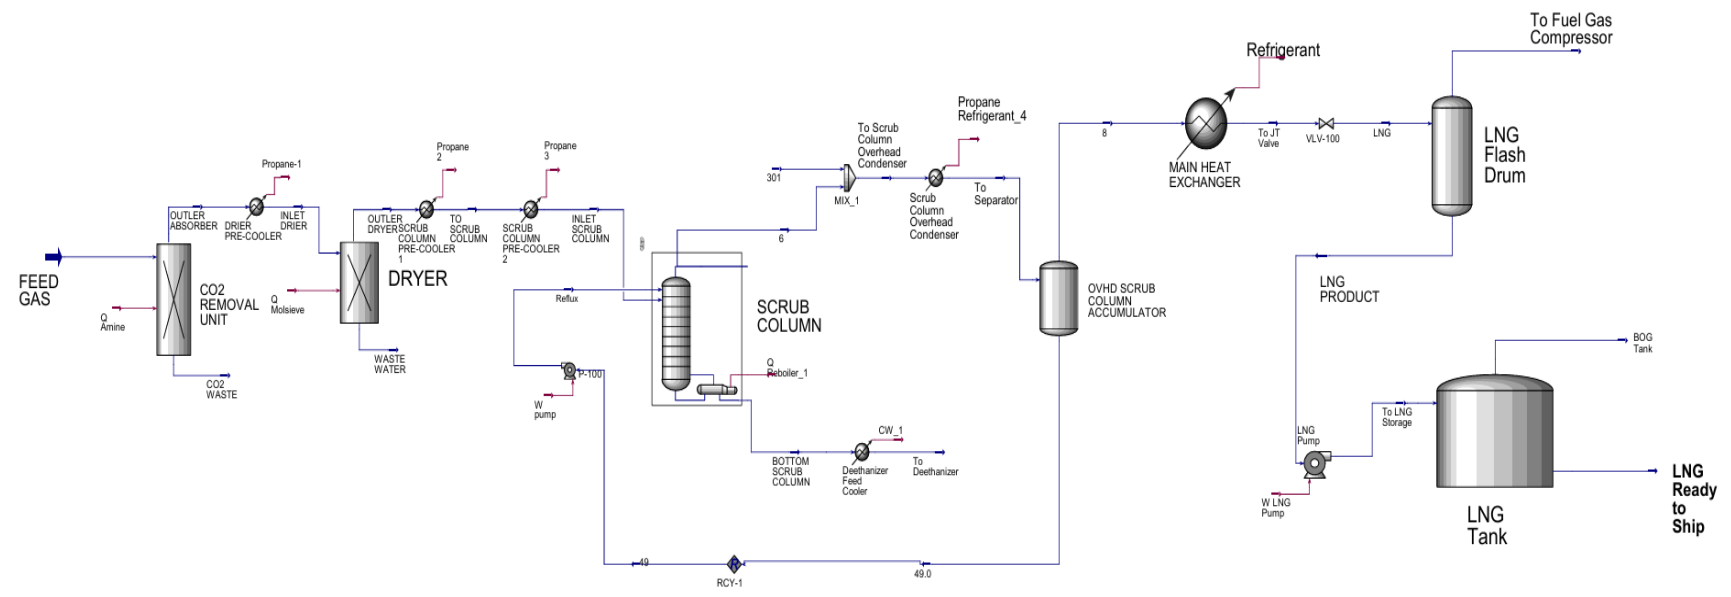 To Fuel Gas
Compressor
Refrigerant
Propane
Refrigerant_4
To Scrub
Column
Overhead
Condenser
8
To JT
Valve
VLV-100
LNG
LNG
Flash
Drum
MAIN HEAT
EXCHANGER
Propane-1
Propane
2
Propane
3
301
MIX_1
Scrub
Column
Overhead
Condenser
To
Separator
OUTLER
ABSORBER
DRIER
PRE-COOLER
INLET
DRIER
OUTLER
DRYER
SCRUB
COLUMN
PRE-COOLER
1
TO
SCRUB
COLUMN
SCRUB
COLUMN
PRE-COOLER
2
INLET
SCRUB
COLUMN
6
FEED
GAS
CO2
REMOVAL
UNIT
Q
Amine
Q
Molsieve
DRYER
Reflux
SCRUB
COLUMN
OVHD SCRUB
COLUMN
ACCUMULATOR
LNG
PRODUCT
WASTE
WATER
CO2
WASTE
P-100
W
pump
Q
Reboiler_1
BOG
Tank
CW_1
BOTTOM
SCRUB
COLUMN
Deethanizer
Feed
Cooler
To
Deethanizer
LNG
Pump
To LNG
Storage
W LNG
Pump
LNG
Tank
LNG
Ready
to
Ship
49
R
RCY-1
49.0